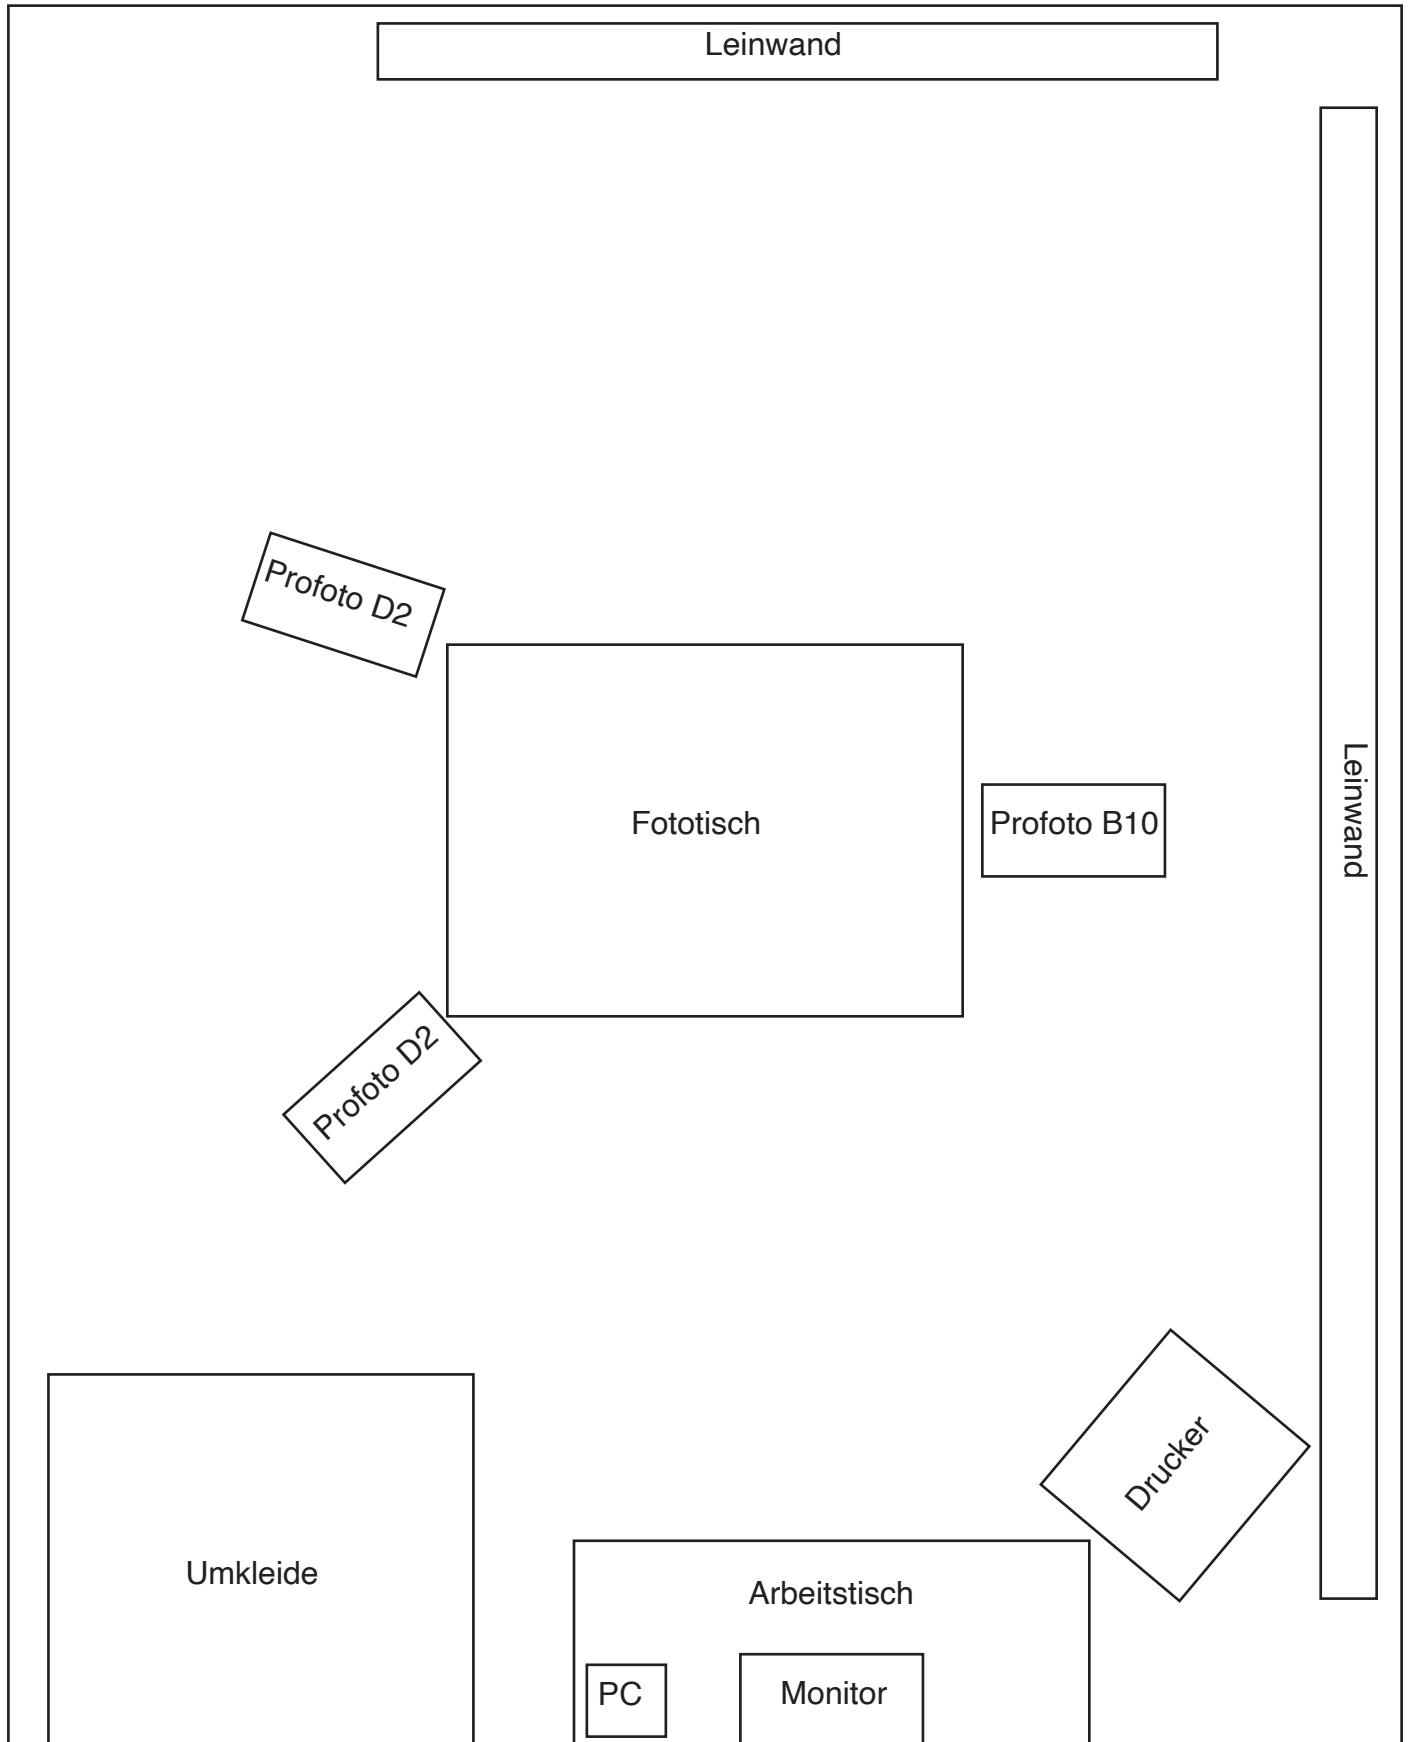 Leinwand
Profoto D2
Fototisch
Profoto B10
Leinwand
Profoto D2
Drucker
Umkleide
Arbeitstisch
PC
Monitor